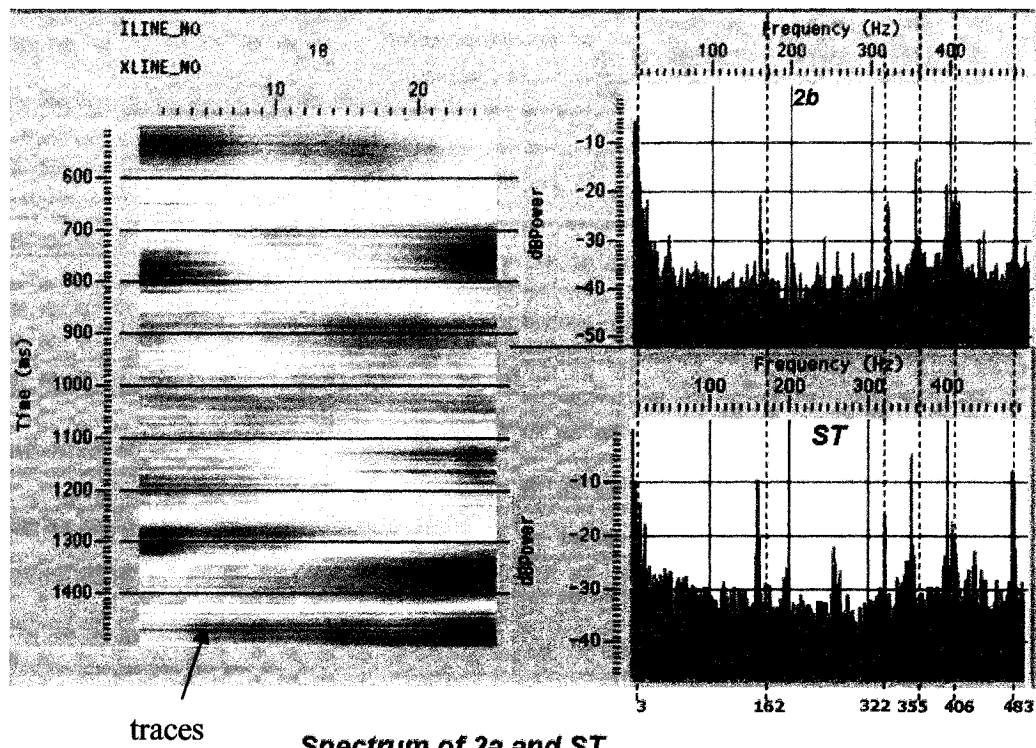 ILINE_NO
16
XLINE_NO
10 20
600
700
800
900
1000
1100
1200
1300
1400
Time (ms)
traces
Frequency (Hz)
100 200 300 400
2b
-10
-20
-30
-40
-50
dBPower
Frequency (Hz)
100 200 300 400
ST
-10
-20
-30
-40
dBPower
3 162 322 355 406 483
Spectrum of 2a and ST